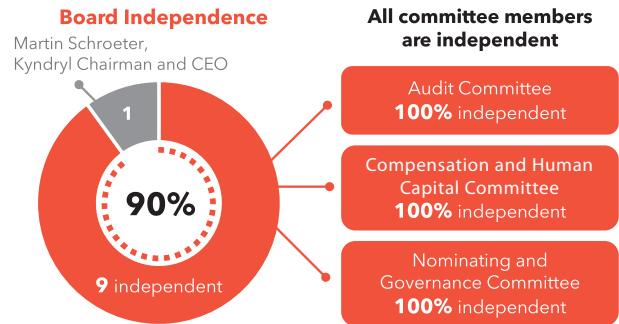 Board Independence
Martin Schroeter,
Kyndryl Chairman and CEO
1
90%
9 independent
All committee members
are independent
Audit Committee
100% independent
Compensation and Human
Capital Committee
100% independent
Nominating and
Governance Committee
100% independent